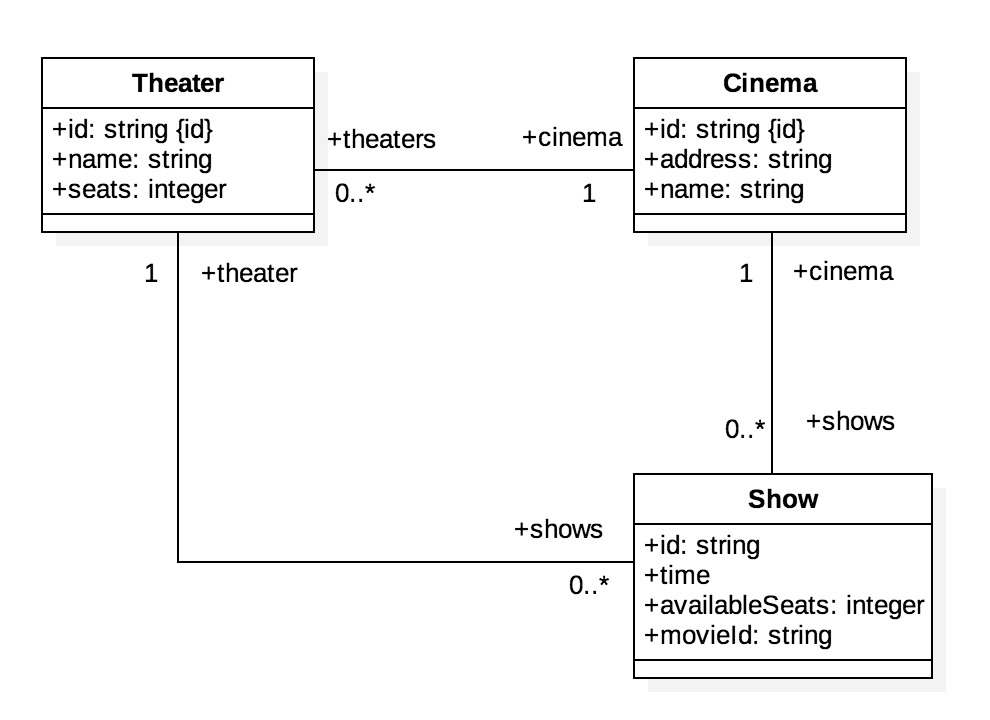 Theater
+id: string {id}
+name: string
+seats: integer
+theaters
0..*
+cinema
1
Cinema
+id: string {id}
+address: string
+name: string
1
+theater
1
+cinema
0..*
+shows
+shows
0..*
Show
+id: string
+time
+availableSeats: integer
+movieId: string